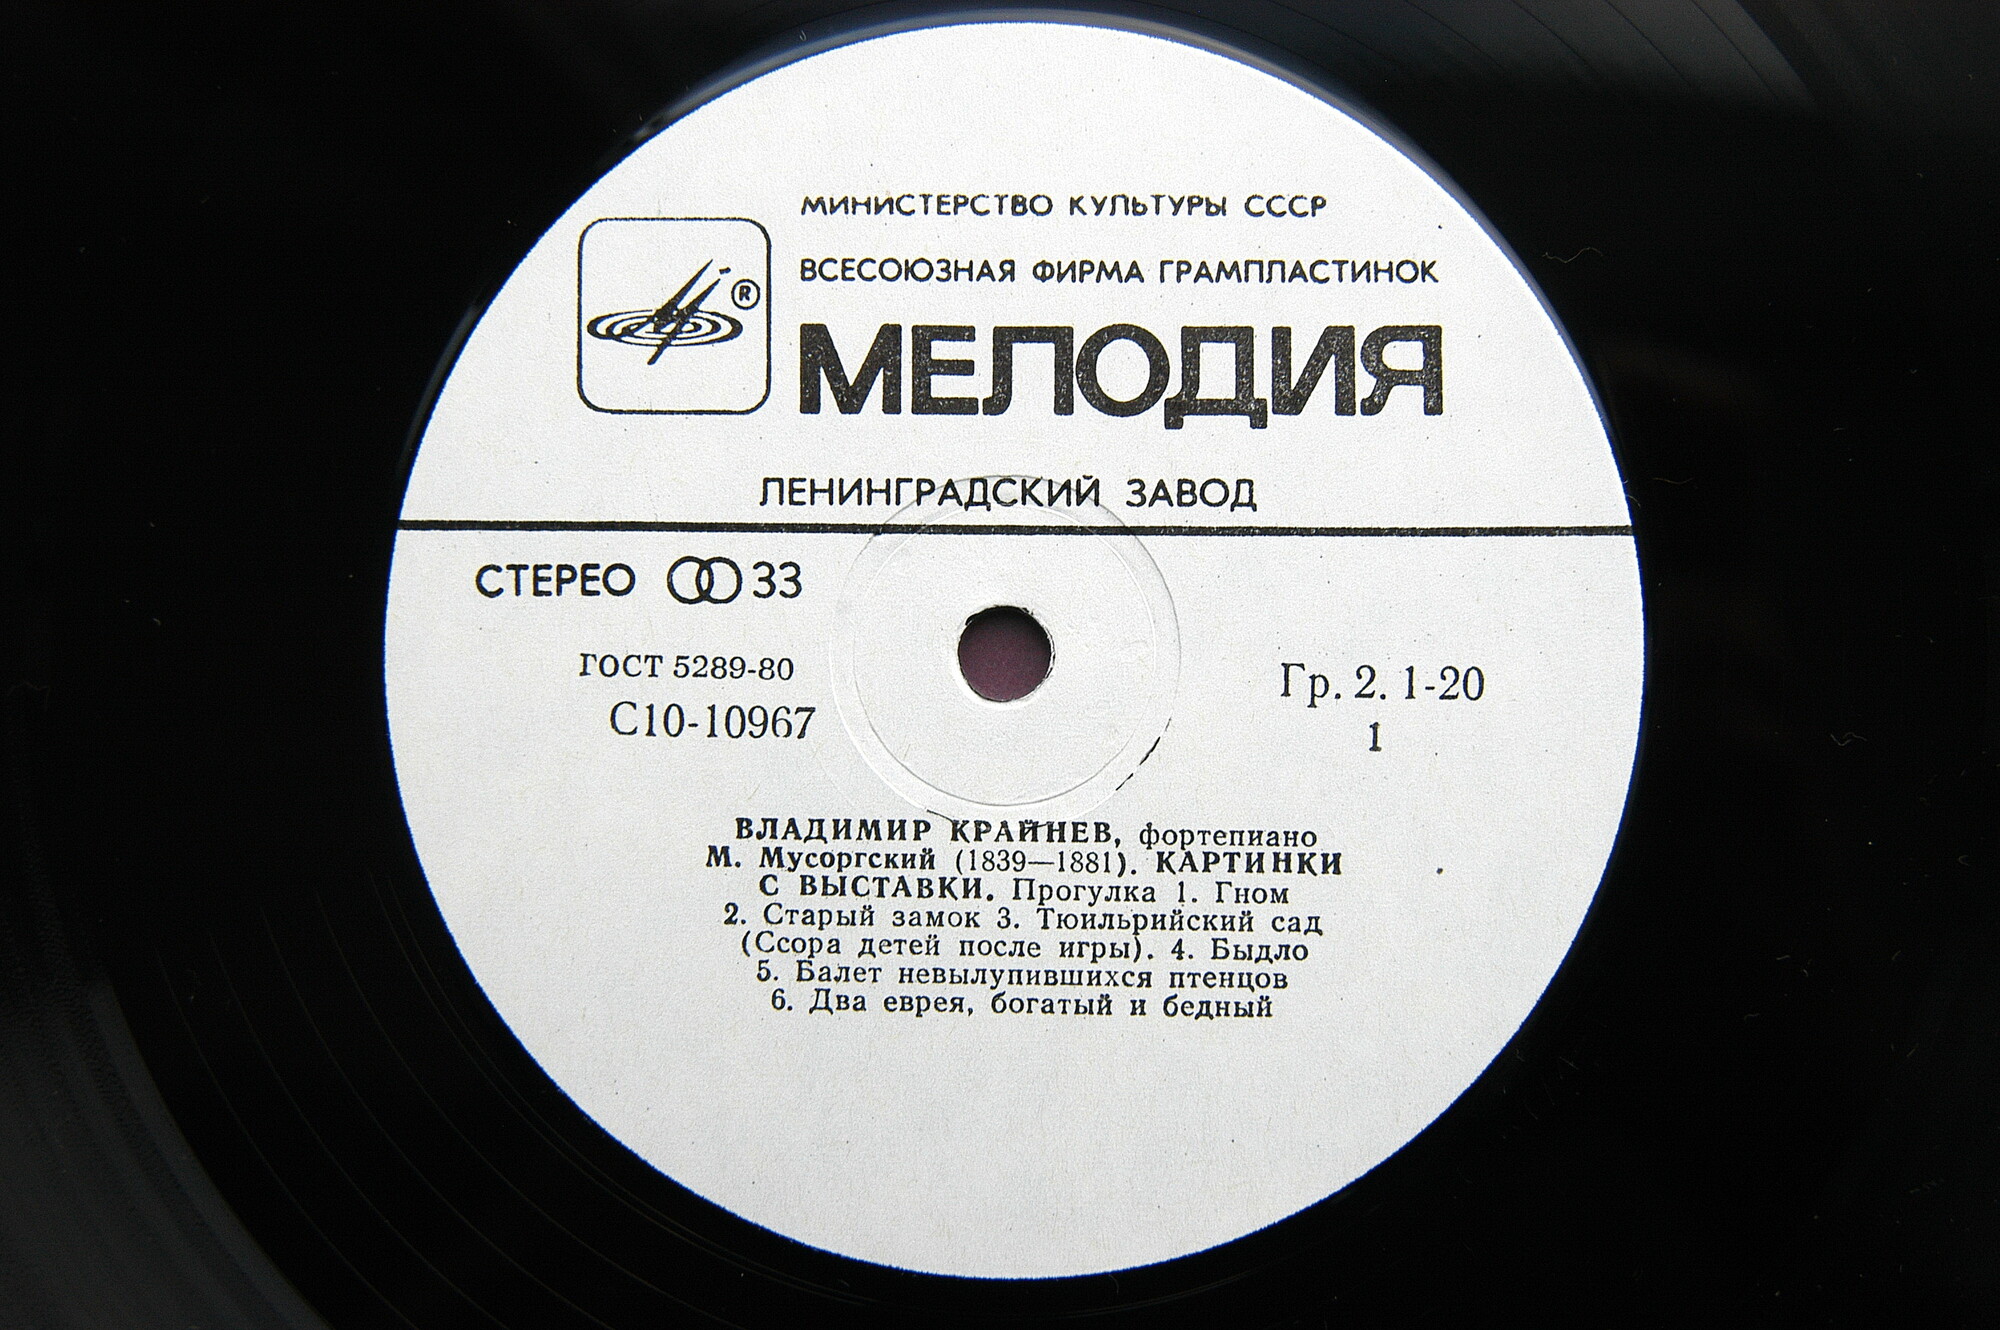 МИНИСТЕРСТВО КУЛЬТУРЫ СССР
ВСЕСОЮЗНАЯ ФИРМА ГРАМПЛАСТИНОК
®
МЕЛОДИЯ
ЛЕНИНГРАДСКИЙ ЗАВОД
СТЕРЕО 33
ГОСТ 5289-80
С10-10967
Гр. 2. 1-20
1
ВЛАДИМИР КРАЙНЕВ, фортепиано
М. Мусоргский (1839—1881). КАРТИНКИ
С ВЫСТАВКИ. Прогулка 1. Гном
2. Старый замок 3. Тюильрийский сад
(Ссора детей после игры). 4. Быдло
5. Балет невылупившихся птенцов
6. Два еврея, богатый и бедный